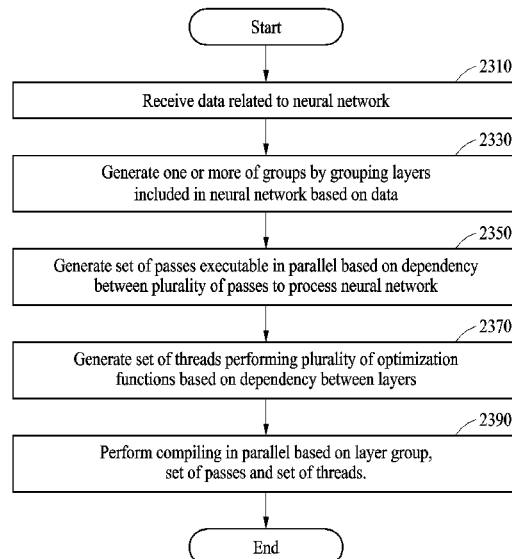 Start
2310
Receive data related to neural network
2330
Generate one or more of groups by grouping layers
included in neural network based on data
2350
Generate set of passes executable in parallel based on dependency
between plurality of passes to process neural network
2370
Generate set of threads performing plurality of optimization
functions based on dependency between layers
2390
Perform compiling in parallel based on layer group,
set of passes and set of threads.
End